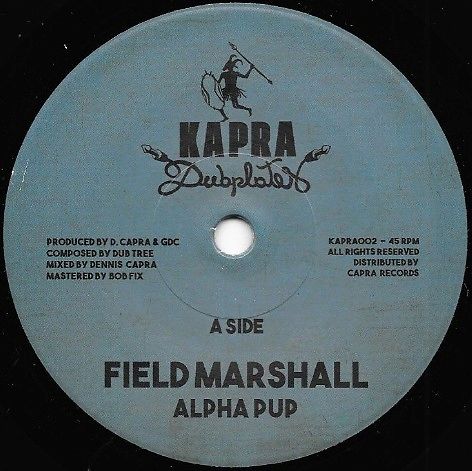 KAPRA
Dubplates
PRODUCED BY D. CAPRA & GDC
COMPOSED BY DUB TREE
MIXED BY DENNIS CAPRA
MASTERED BY BOB FIX
KAPRA002 - 45 RPM
ALL RIGHTS RESERVED
DISTRIBUTED BY
CAPRA RECORDS
A SIDE
FIELD MARSHALL
ALPHA PUP